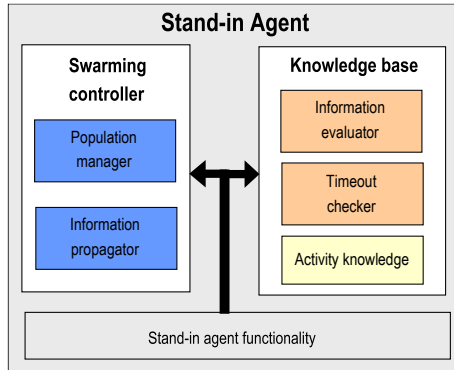 Stand-in Agent
Swarming
controller
Population
manager
Information
propagator
Knowledge base
Information
evaluator
Timeout
checker
Activity knowledge
Stand-in agent functionality